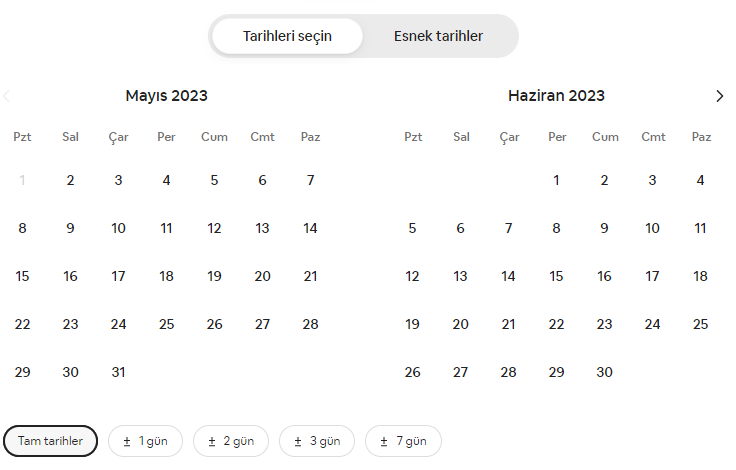 Tarihleri seçin Esnek tarihler
Mayıs 2023 Haziran 2023
Pzt Sal Çar Per Cum Cmt Paz Pzt Sal Çar Per Cum Cmt Paz
1 2 3 4 5 6 7 1 2 3 4
8 9 10 11 12 13 14 5 6 7 8 9 10 11
15 16 17 18 19 20 21 12 13 14 15 16 17 18
22 23 24 25 26 27 28 19 20 21 22 23 24 25
29 30 31 26 27 28 29 30
Tam tarihler ± 1 gün ± 2 gün ± 3 gün ± 7 gün